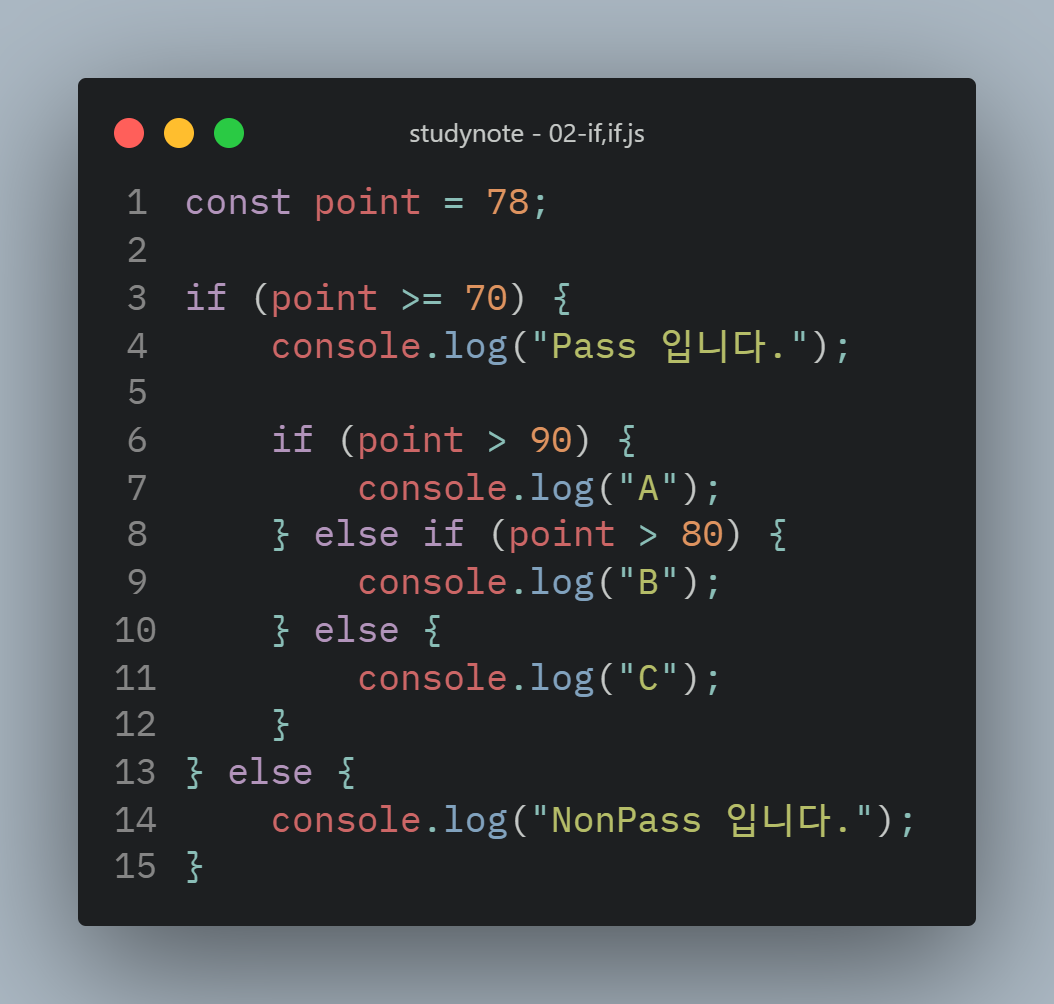 studynote - 02-if,if.js
1 const point = 78;
2
3 if (point >= 70) {
4     console.log("Pass 입니다.");
5
6     if (point > 90) {
7         console.log("A");
8     } else if (point > 80) {
9         console.log("B");
10     } else {
11         console.log("C");
12     }
13 } else {
14     console.log("NonPass 입니다.");
15 }